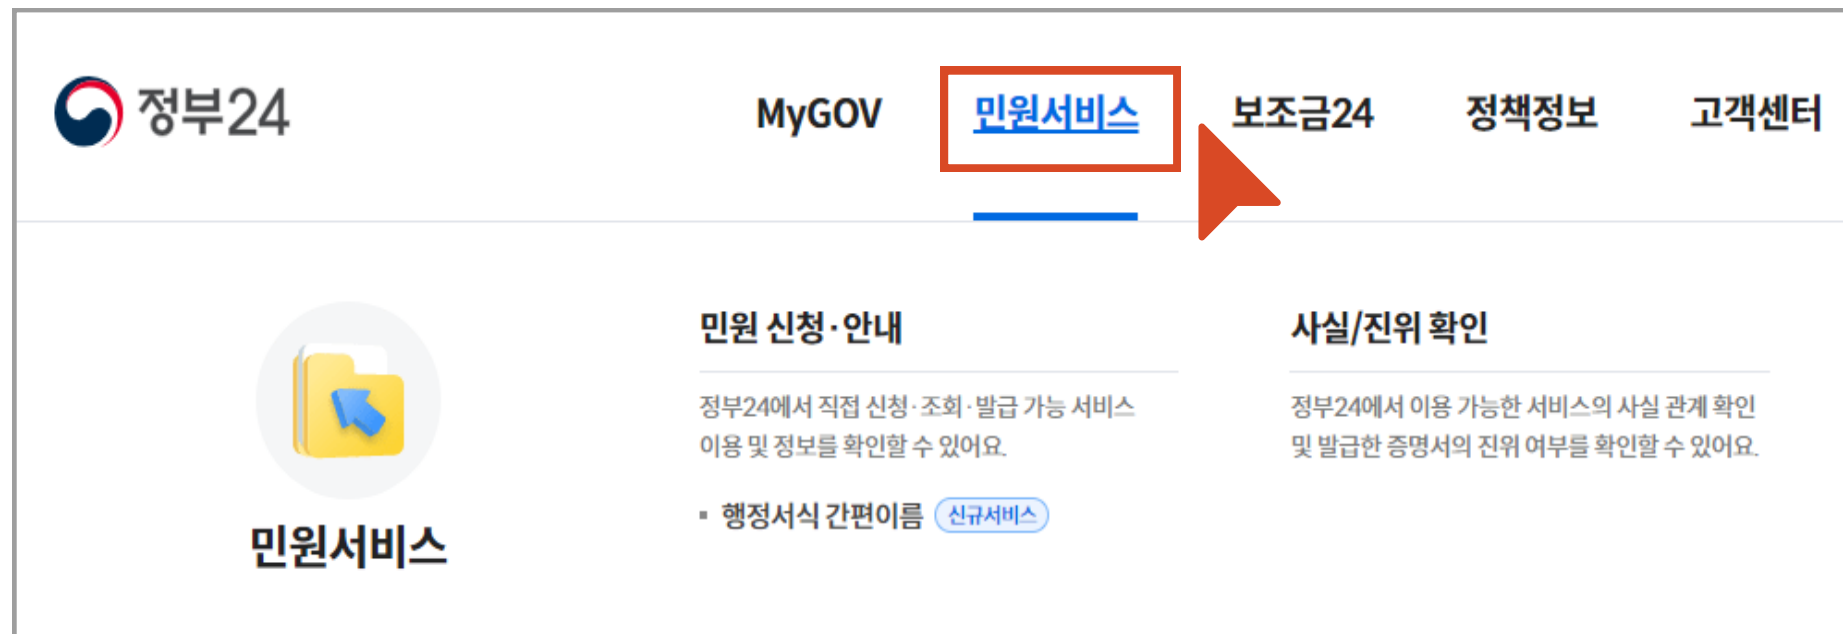 정부24
MyGOV 민원서비스 보조금24 정책정보 고객센터
민원서비스
민원 신청·안내
정부24에서 직접 신청·조회·발급 가능 서비스
이용 및 정보를 확인할 수 있어요.
행정서식 간편이름 신규서비스
사실/진위 확인
정부24에서 이용 가능한 서비스의 사실 관계 확인
및 발급한 증명서의 진위 여부를 확인할 수 있어요.